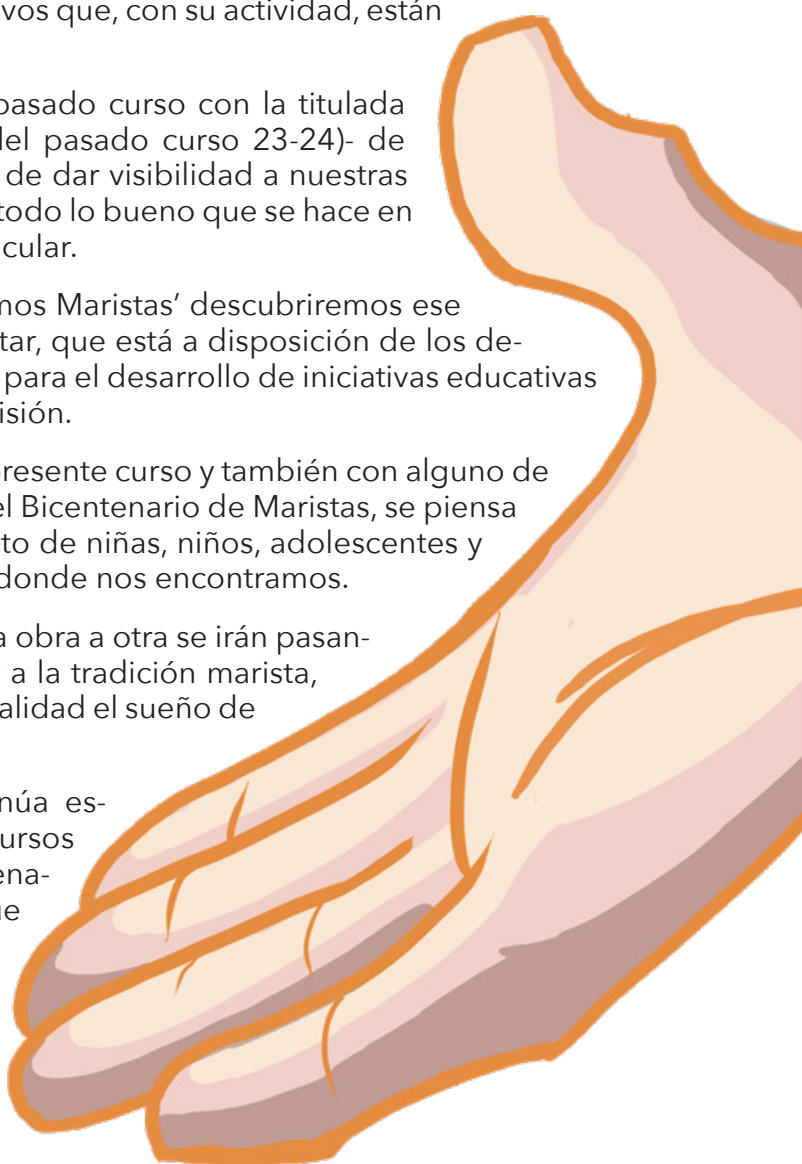 vos que, con su actividad, están
pasado curso con la titulada
del pasado curso 23-24)- de
de dar visibilidad a nuestras
todo lo bueno que se hace en
cular.
mos Maristas’ descubriremos ese
tar, que está a disposición de los de-
para el desarrollo de iniciativas educativas
isión.
presente curso y también con alguno de
el Bicentenario de Maristas, se piensa
to de niñas, niños, adolescentes y
donde nos encontramos.
a obra a otra se irán pasan-
a la tradición marista,
alidad el sueño de
núa es-
ursos
ena-
ue